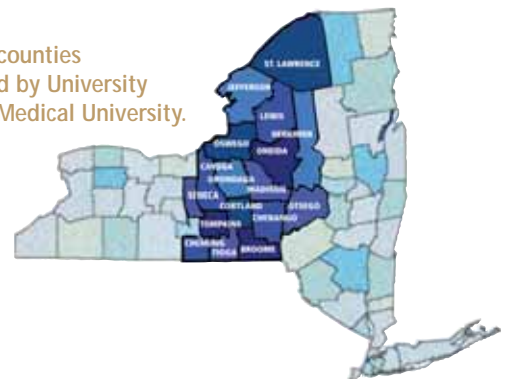 counties
d by University
Medical University.
ST. LAWRENCE
JEFFERSON
LEWIS
HERKIMER
OSWEGO
ONEIDA
CAYUGA
ONONDAGA
MADISON
SENECA
CORTLAND
OTSEGO
CHENANGO
TOMPKINS
CHEMUNG
TIOGA
BROOME